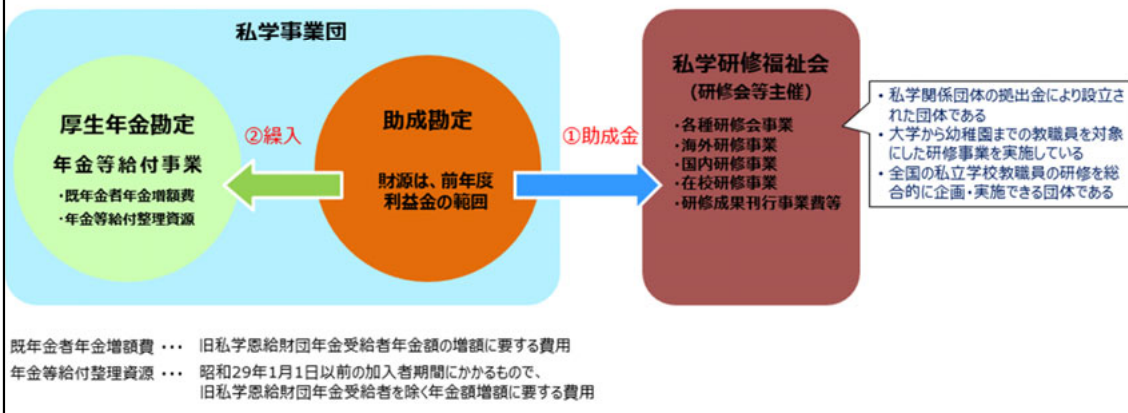 私学事業団
厚生年金勘定
年金等給付事業
・既年金者年金増額費
・年金等給付整理資源
②繰入
助成勘定
財源は、前年度
利益金の範囲
①助成金
私学研修福祉会
(研修会等主催)
・各種研修会事業
・海外研修事業
・国内研修事業
・在校研修事業
・研修成果刊行事業費等
・私学関係団体の拠出金により設立さ
れた団体である
・大学から幼稚園までの教職員を対象
にした研修事業を実施している
・全国の私立学校教職員の研修を総
合的に企画・実施できる団体である
既年金者年金増額費 ・・・ 旧私学恩給財団年金受給者年金額の増額に要する費用
年金等給付整理資源 ・・・ 昭和29年1月1日以前の加入者期間にかかるもので、
旧私学恩給財団年金受給者を除く年金額増額に要する費用